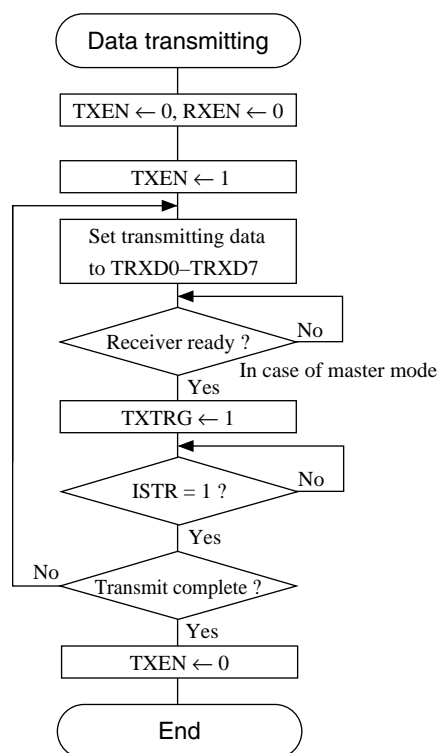 Data transmitting
TXEN ← 0, RXEN ← 0
TXEN ← 1
Set transmitting data
to TRXD0–TRXD7
Receiver ready ?
No
In case of master mode
Yes
TXTRG ← 1
ISTR = 1 ?
No
Yes
Transmit complete ?
No
Yes
TXEN ← 0
End